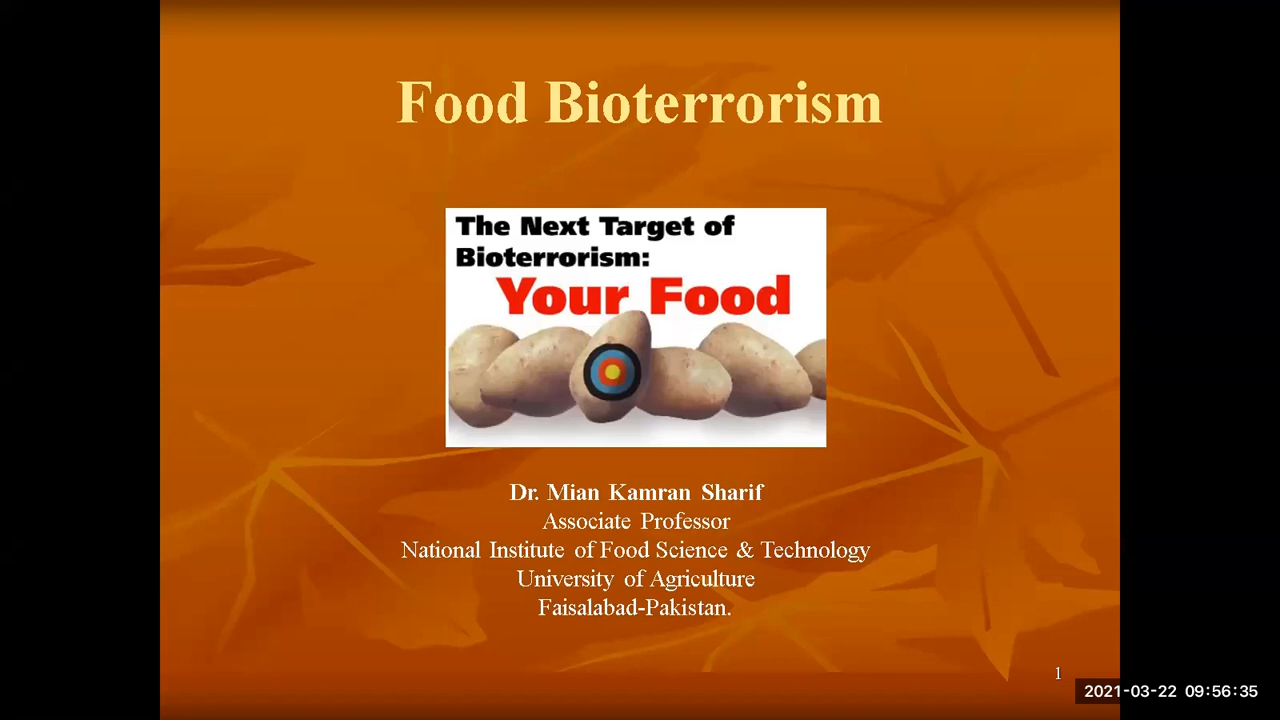 Food Bioterrorism
The Next Target of
Bioterrorism:
Your Food
Dr. Mian Kamran Sharif
Associate Professor
National Institute of Food Science & Technology
University of Agriculture
Faisalabad-Pakistan.
1
2021-03-22 09:56:35